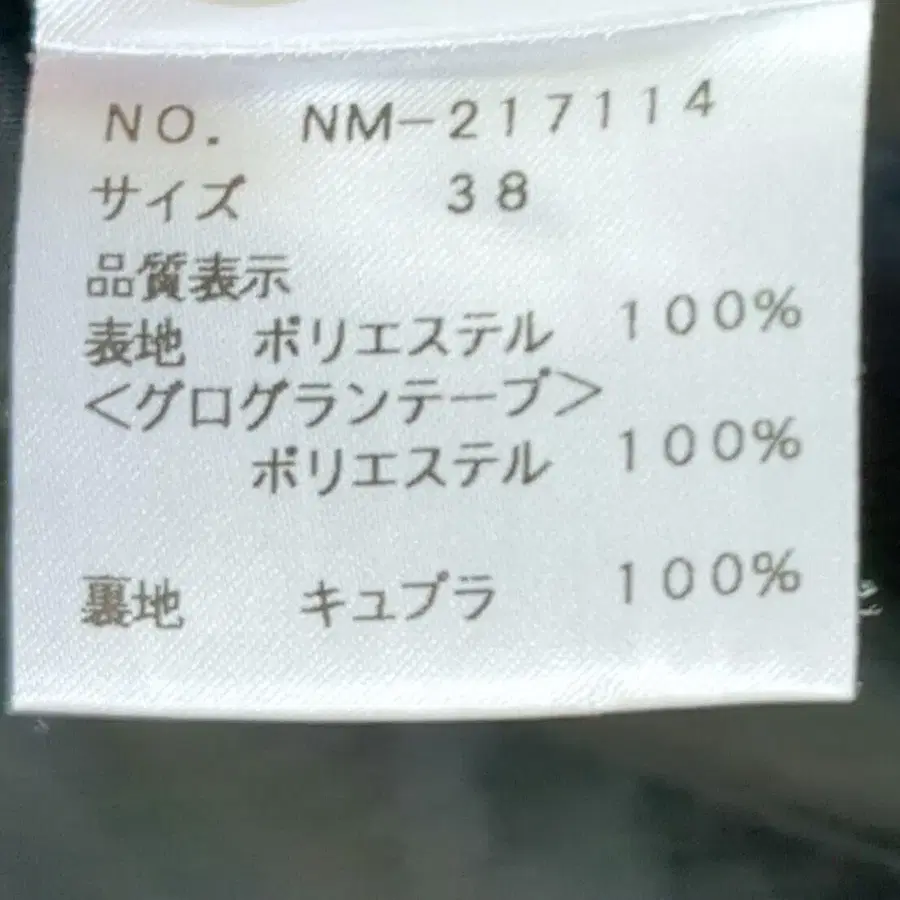 NO. NM-217114
サイズ 38
品質表示
表地 ポリエステル 100%
<グログランテープ>
ポリエステル 100%
裏地 キュプラ 100%